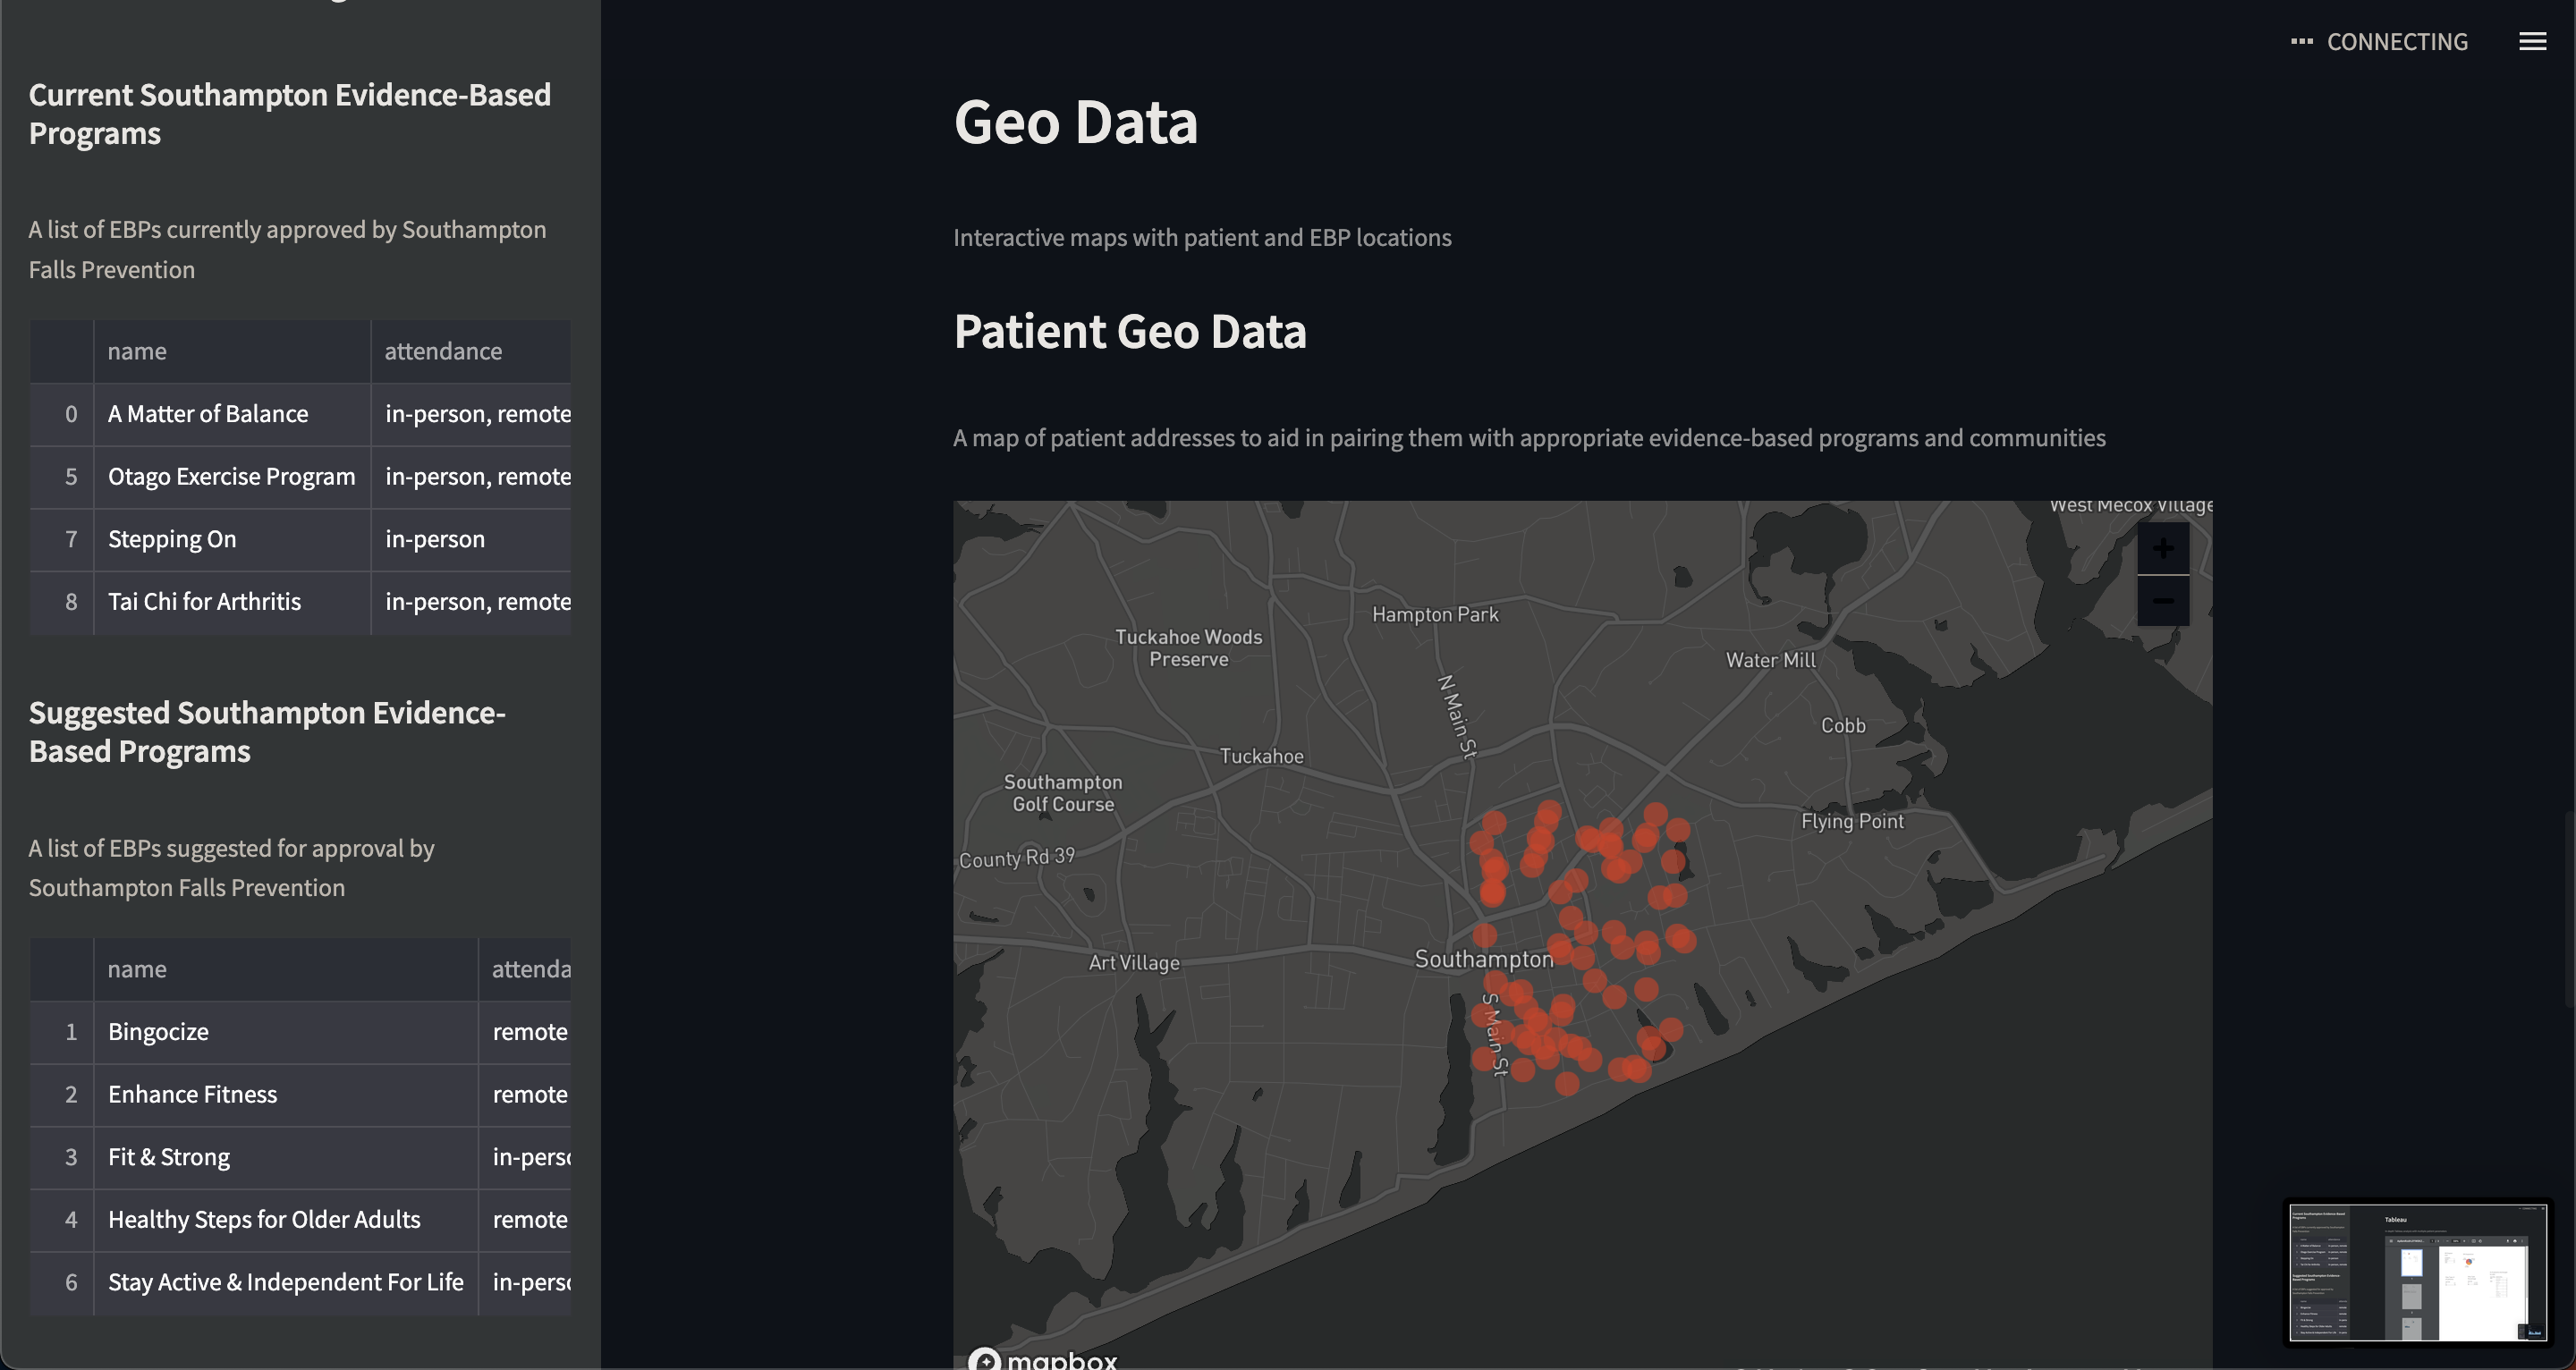 Current Southampton Evidence-Based
Programs
A list of EBPs currently approved by Southampton
Falls Prevention
name attendance
0 A Matter of Balance in-person, remote
5 Otago Exercise Program in-person, remote
7 Stepping On in-person
8 Tai Chi for Arthritis in-person, remote
Suggested Southampton Evidence-
Based Programs
A list of EBPs suggested for approval by
Southampton Falls Prevention
name attenda
1 Bingocize remote
2 Enhance Fitness remote
3 Fit & Strong in-perso
4 Healthy Steps for Older Adults remote
6 Stay Active & Independent For Life in-perso
CONNECTING
Geo Data
Interactive maps with patient and EBP locations
Patient Geo Data
A map of patient addresses to aid in pairing them with appropriate evidence-based programs and communities
West Mecox Village
+
−
Hampton Park
Tuckahoe Woods
Preserve
Water Mill
N Main St
Cobb
Tuckahoe
Southampton
Golf Course
Flying Point
County Rd 39
Southampton
Art Village
S Main St
mapbox
Tableau